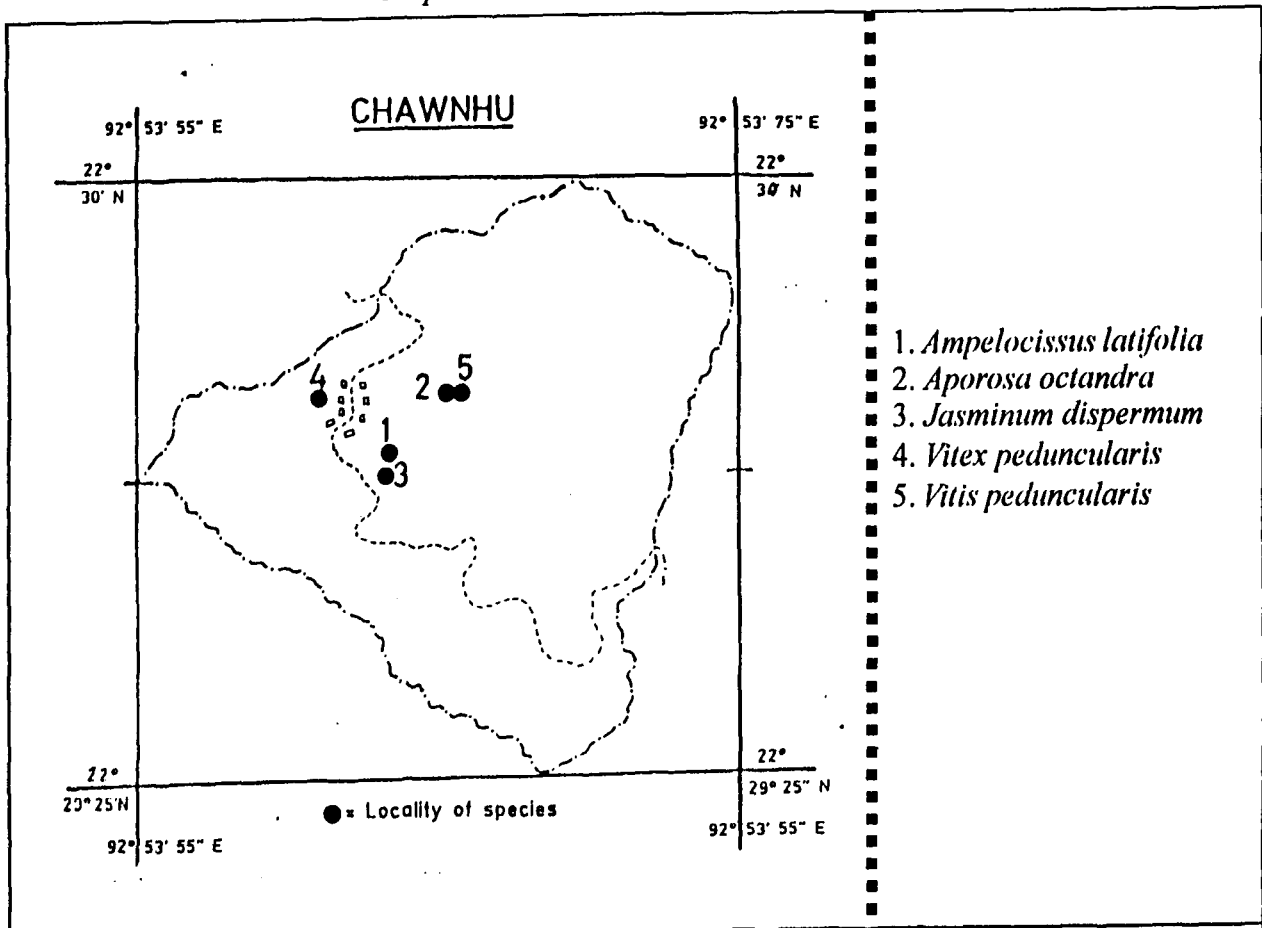 CHAWNHU
92° 53' 55" E
92° 53' 75" E
22°
30' N
22°
30' N
4
2
5
1
3
22°
29° 25" N
22°
29° 25" N
● = Locality of species
92° 53' 55" E
92° 53' 55" E
1. Ampelocissus latifolia
2. Aporosa octandra
3. Jasminum dispermum
4. Vitex peduncularis
5. Vitis peduncularis